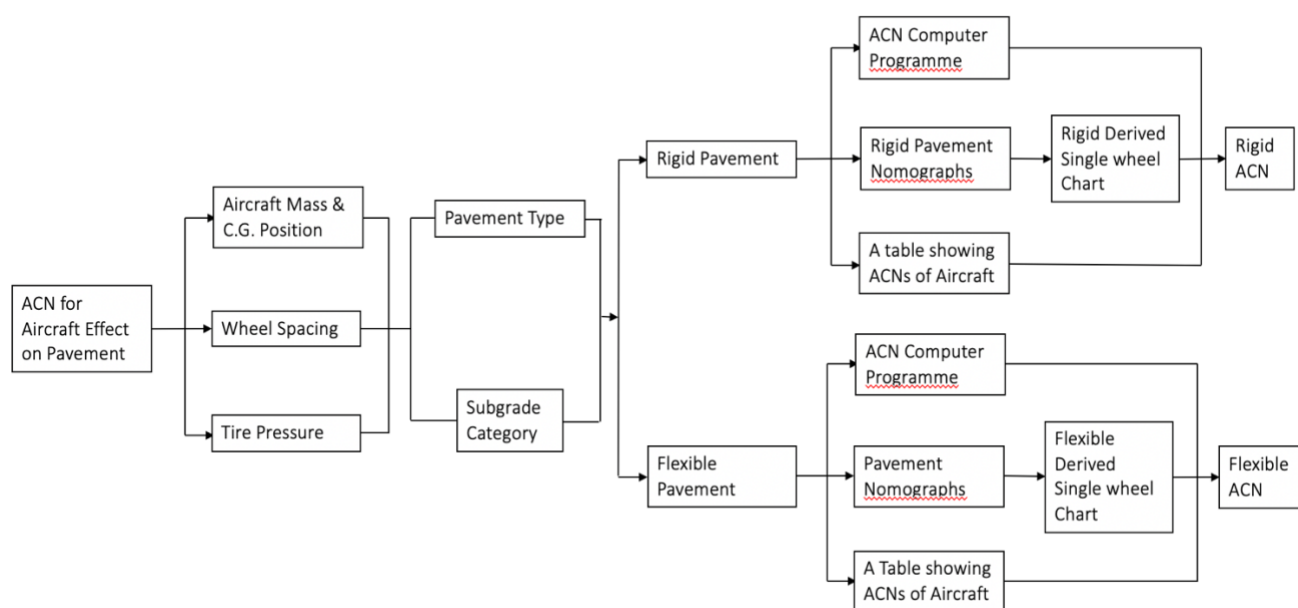 ACN for
Aircraft Effect
on Pavement
Aircraft Mass &
C.G. Position
Wheel Spacing
Tire Pressure
Pavement Type
Subgrade
Category
Rigid Pavement
ACN Computer
Programme
Rigid Pavement
Nomographs
A table showing
ACNs of Aircraft
Rigid Derived
Single wheel
Chart
Rigid
ACN
Flexible
Pavement
ACN Computer
Programme
Pavement
Nomographs
A Table showing
ACNs of Aircraft
Flexible
Derived
Single wheel
Chart
Flexible
ACN